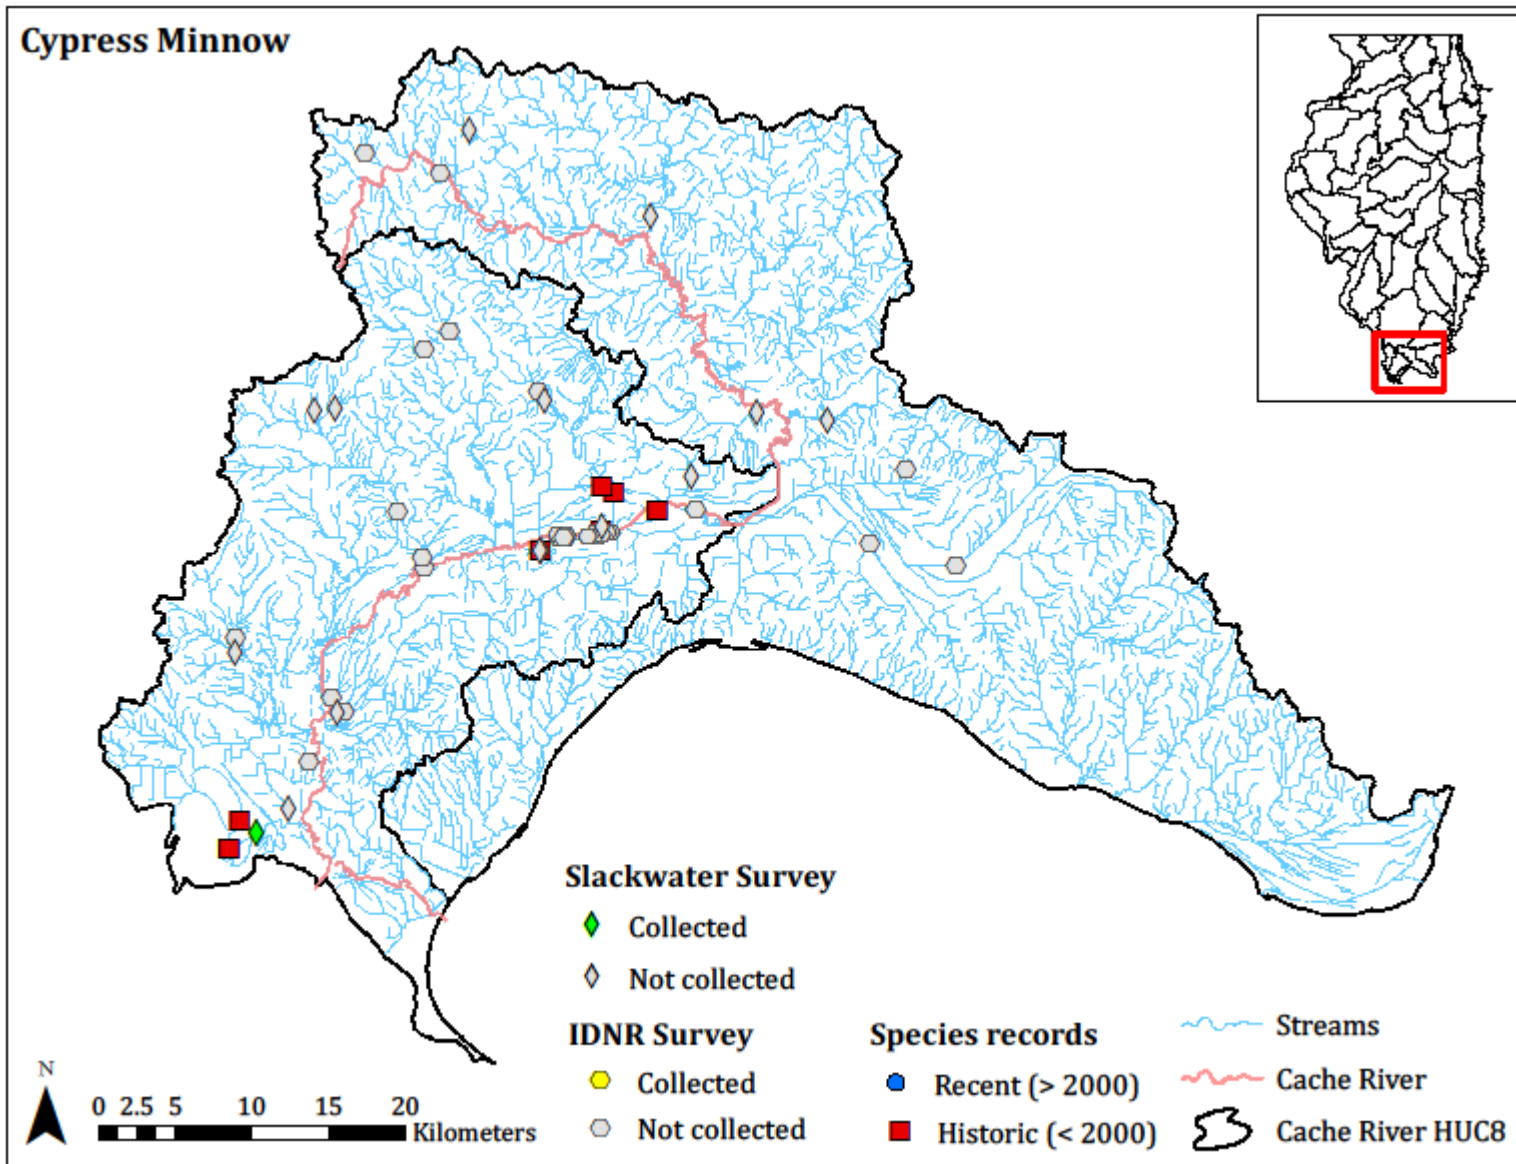 Cypress Minnow
Slackwater Survey
Collected
Not collected
IDNR Survey
Collected
Not collected
Species records
Recent (> 2000)
Historic (< 2000)
Streams
Cache River
Cache River HUC8
N
0 2.5 5 10 15 20
Kilometers